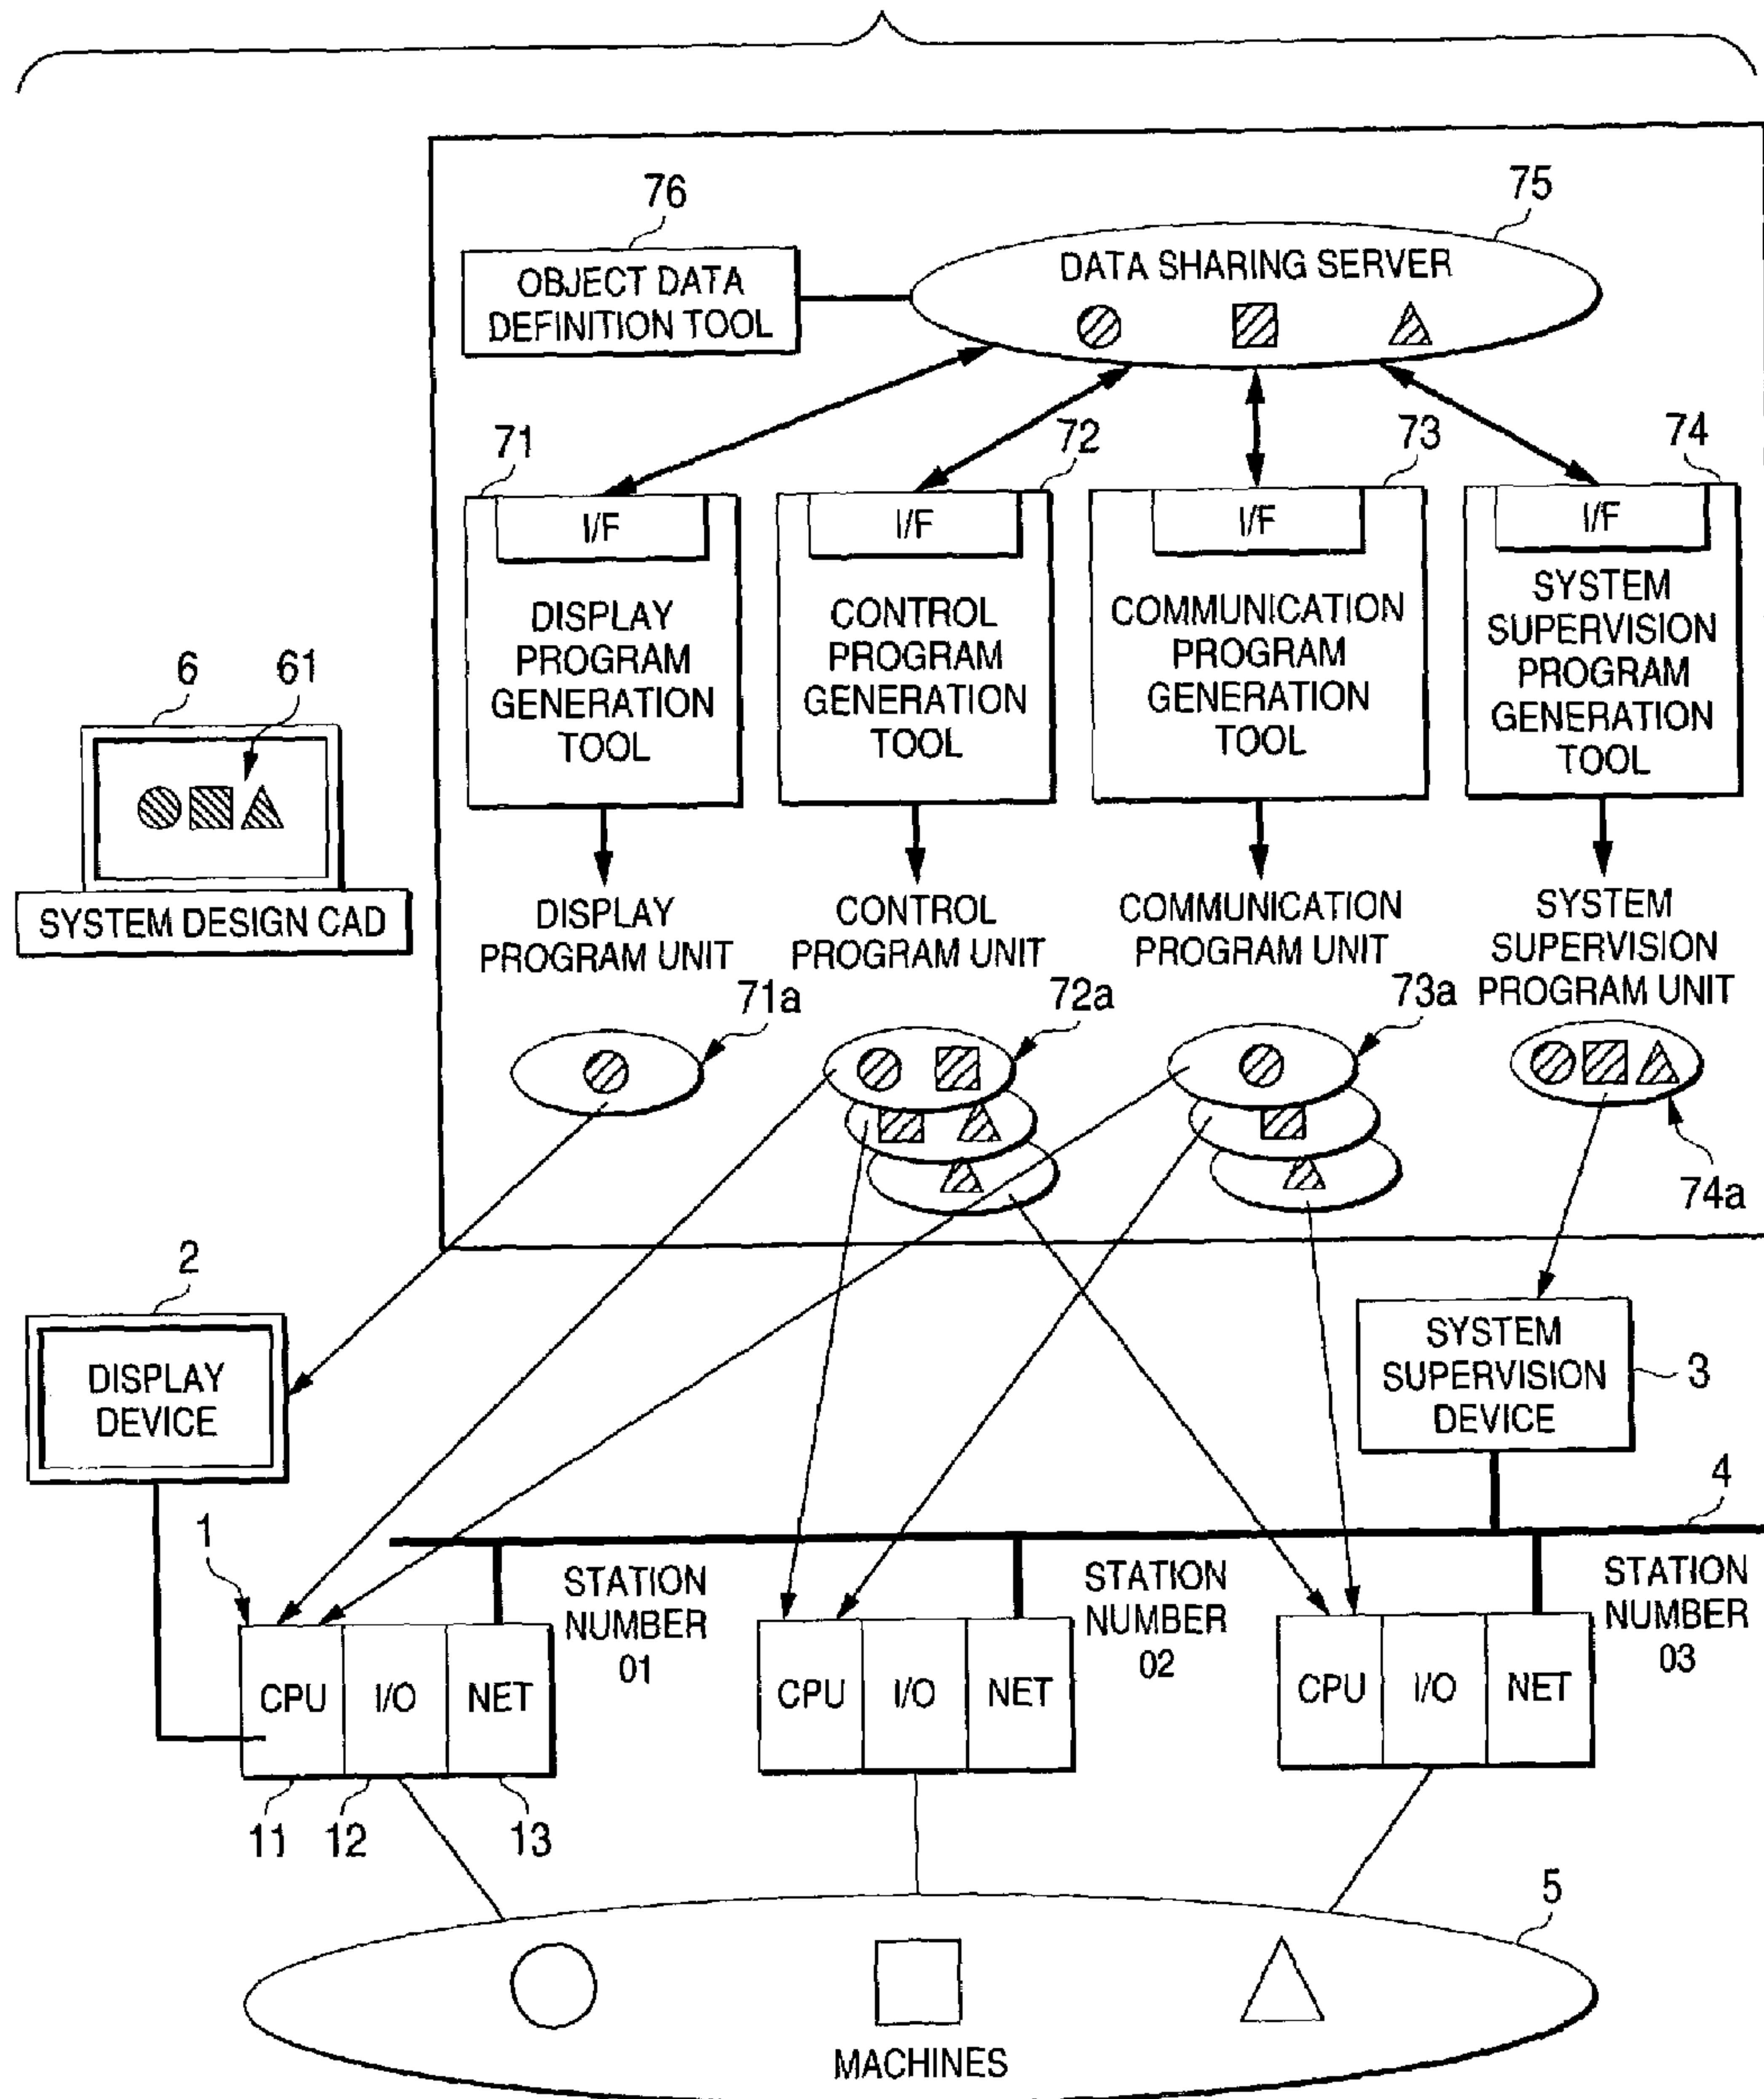 76
75
OBJECT DATA
DEFINITION TOOL
DATA SHARING SERVER
71
72
73
74
I/F
I/F
I/F
I/F
DISPLAY
PROGRAM
GENERATION
TOOL
CONTROL
PROGRAM
GENERATION
TOOL
COMMUNICATION
PROGRAM
GENERATION
TOOL
SYSTEM
SUPERVISION
PROGRAM
GENERATION
TOOL
6
61
SYSTEM DESIGN CAD
DISPLAY
PROGRAM UNIT
CONTROL
PROGRAM UNIT
COMMUNICATION
PROGRAM UNIT
SYSTEM
SUPERVISION
PROGRAM UNIT
71a
72a
73a
74a
2
DISPLAY
DEVICE
SYSTEM
SUPERVISION
DEVICE
3
4
1
STATION
NUMBER
01
STATION
NUMBER
02
STATION
NUMBER
03
CPU
I/O
NET
CPU
I/O
NET
CPU
I/O
NET
11
12
13
5
MACHINES